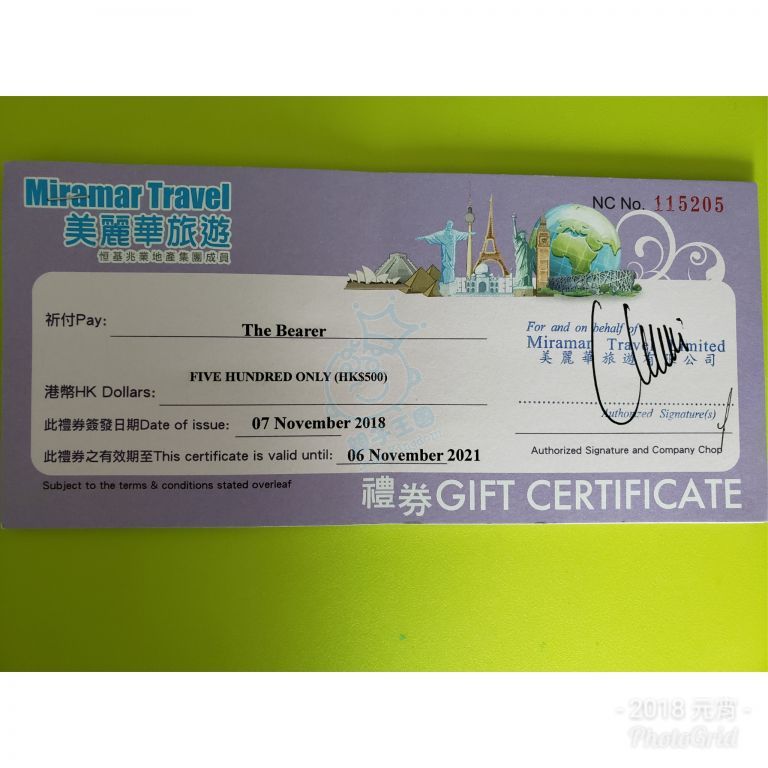 Miramar Travel
美麗華旅遊
恒基兆業地產集團成員
NC No. 115205
祈付Pay: The Bearer
港幣HK Dollars: FIVE HUNDRED ONLY (HK$500)
此禮券簽發日期Date of issue: 07 November 2018
此禮券之有效期至This certificate is valid until: 06 November 2021
Subject to the terms & conditions stated overleaf
For and on behalf of
Miramar Travel Limited
美麗華旅遊有限公司
Authorized Signature(s)
Authorized Signature and Company Chop
禮券GIFT CERTIFICATE
親子王國
- 2018 元宵 -
PhotoGrid